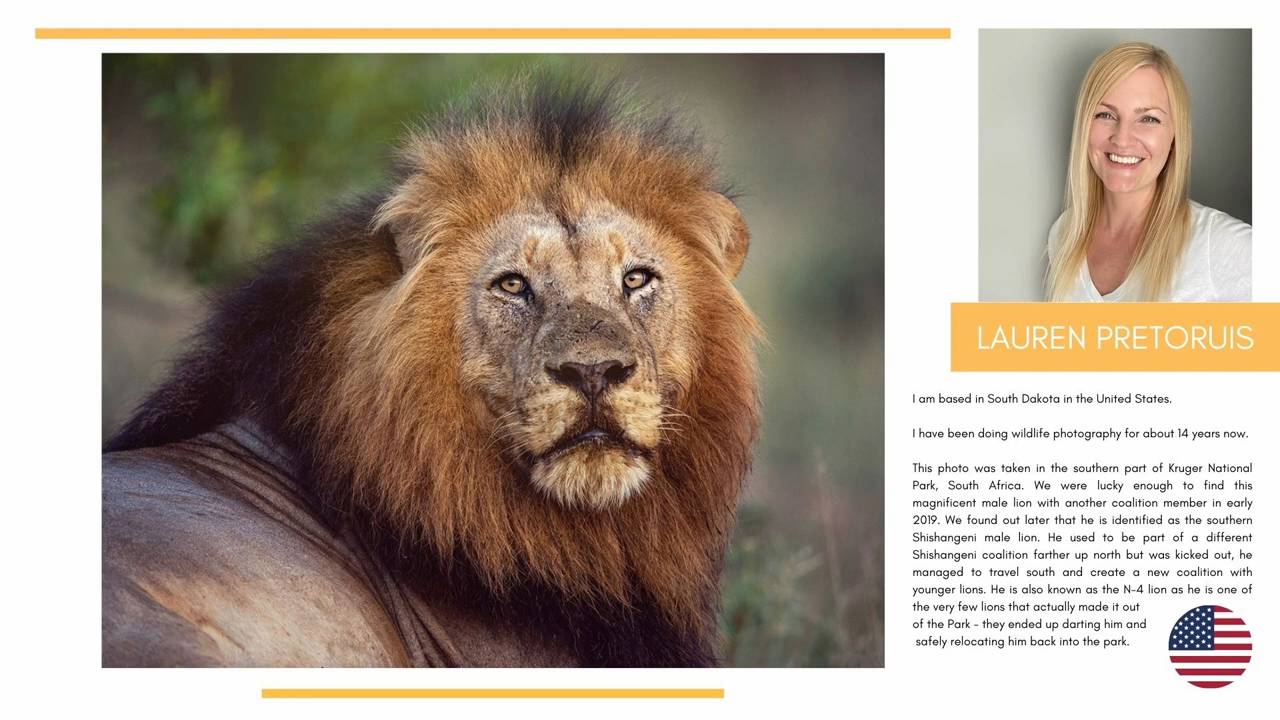 LAUREN PRETORUIS
I am based in South Dakota in the United States.
I have been doing wildlife photography for about 14 years now.
This photo was taken in the southern part of Kruger National
Park, South Africa. We were lucky enough to find this
magnificent male lion with another coalition member in early
2019. We found out later that he is identified as the southern
Shishangeni male lion. He used to be part of a different
Shishangeni coalition farther up north but was kicked out, he
managed to travel south and create a new coalition with
younger lions. He is also known as the N-4 lion as he is one of
the very few lions that actually made it out
of the Park - they ended up darting him and
safely relocating him back into the park.